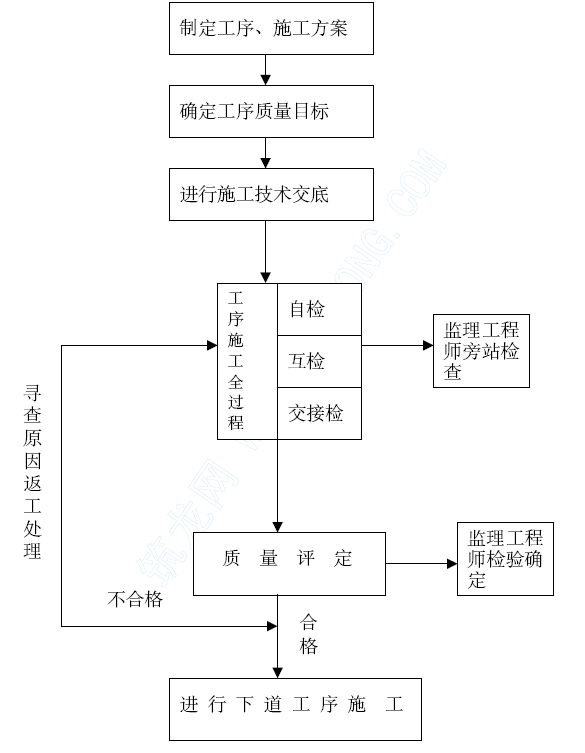 制定工序、施工方案
确定工序质量目标
进行施工技术交底
工序施工全过程
自检
互检
交接检
监理工程
师旁站检
查
寻查原因返工处理
质 量 评 定
监理工程
师检验确
定
不合格
合格
进 行 下 道 工 序 施 工
筑龙网